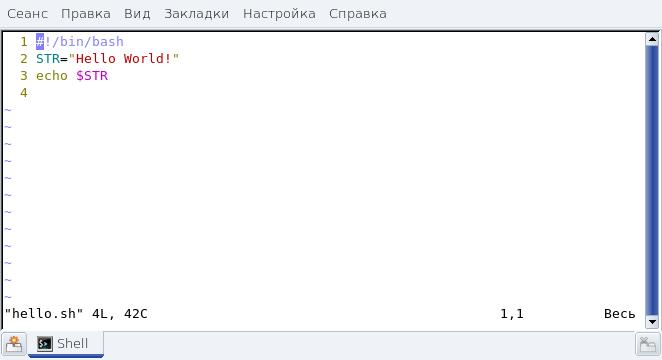 Сеанс Правка Вид Закладки Настройка Справка
1 #!/bin/bash
2 STR="Hello World!"
3 echo $STR
4
~
~
~
~
~
~
~
~
~
~
~
~
"hello.sh" 4L, 42C 1,1 Весь
Shell